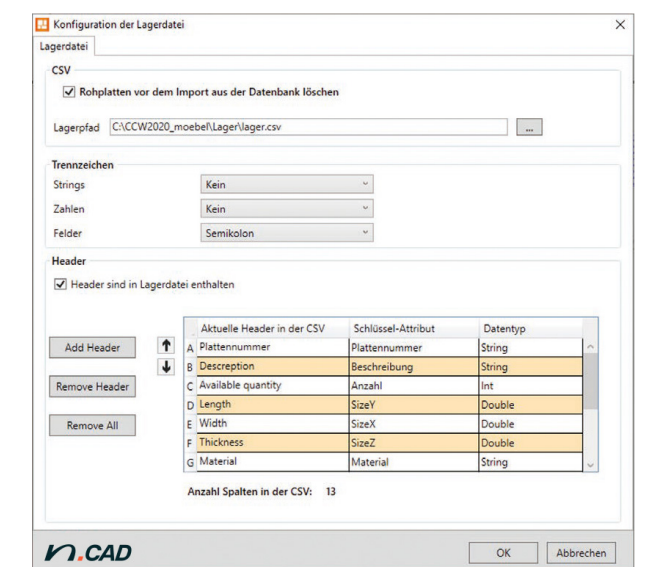 Konfiguration der Lagerdatei
Lagerdatei
CSV
Rohplatten vor dem Import aus der Datenbank löschen
Lagerpfad C:\CCW2020_moebel\Lager\lager.csv ...
Trennzeichen
Strings Kein
Zahlen Kein
Felder Semikolon
Header
Header sind in Lagerdatei enthalten
Aktuelle Header in der CSV Schlüssel-Attribut Datentyp
Add Header A Plattennummer Plattennummer String
B Descreption Beschreibung String
Remove Header C Available quantity Anzahl Int
D Length SizeY Double
Remove All E Width SizeX Double
F Thickness SizeZ Double
G Material Material String
Anzahl Spalten in der CSV: 13
n.CAD OK Abbrechen